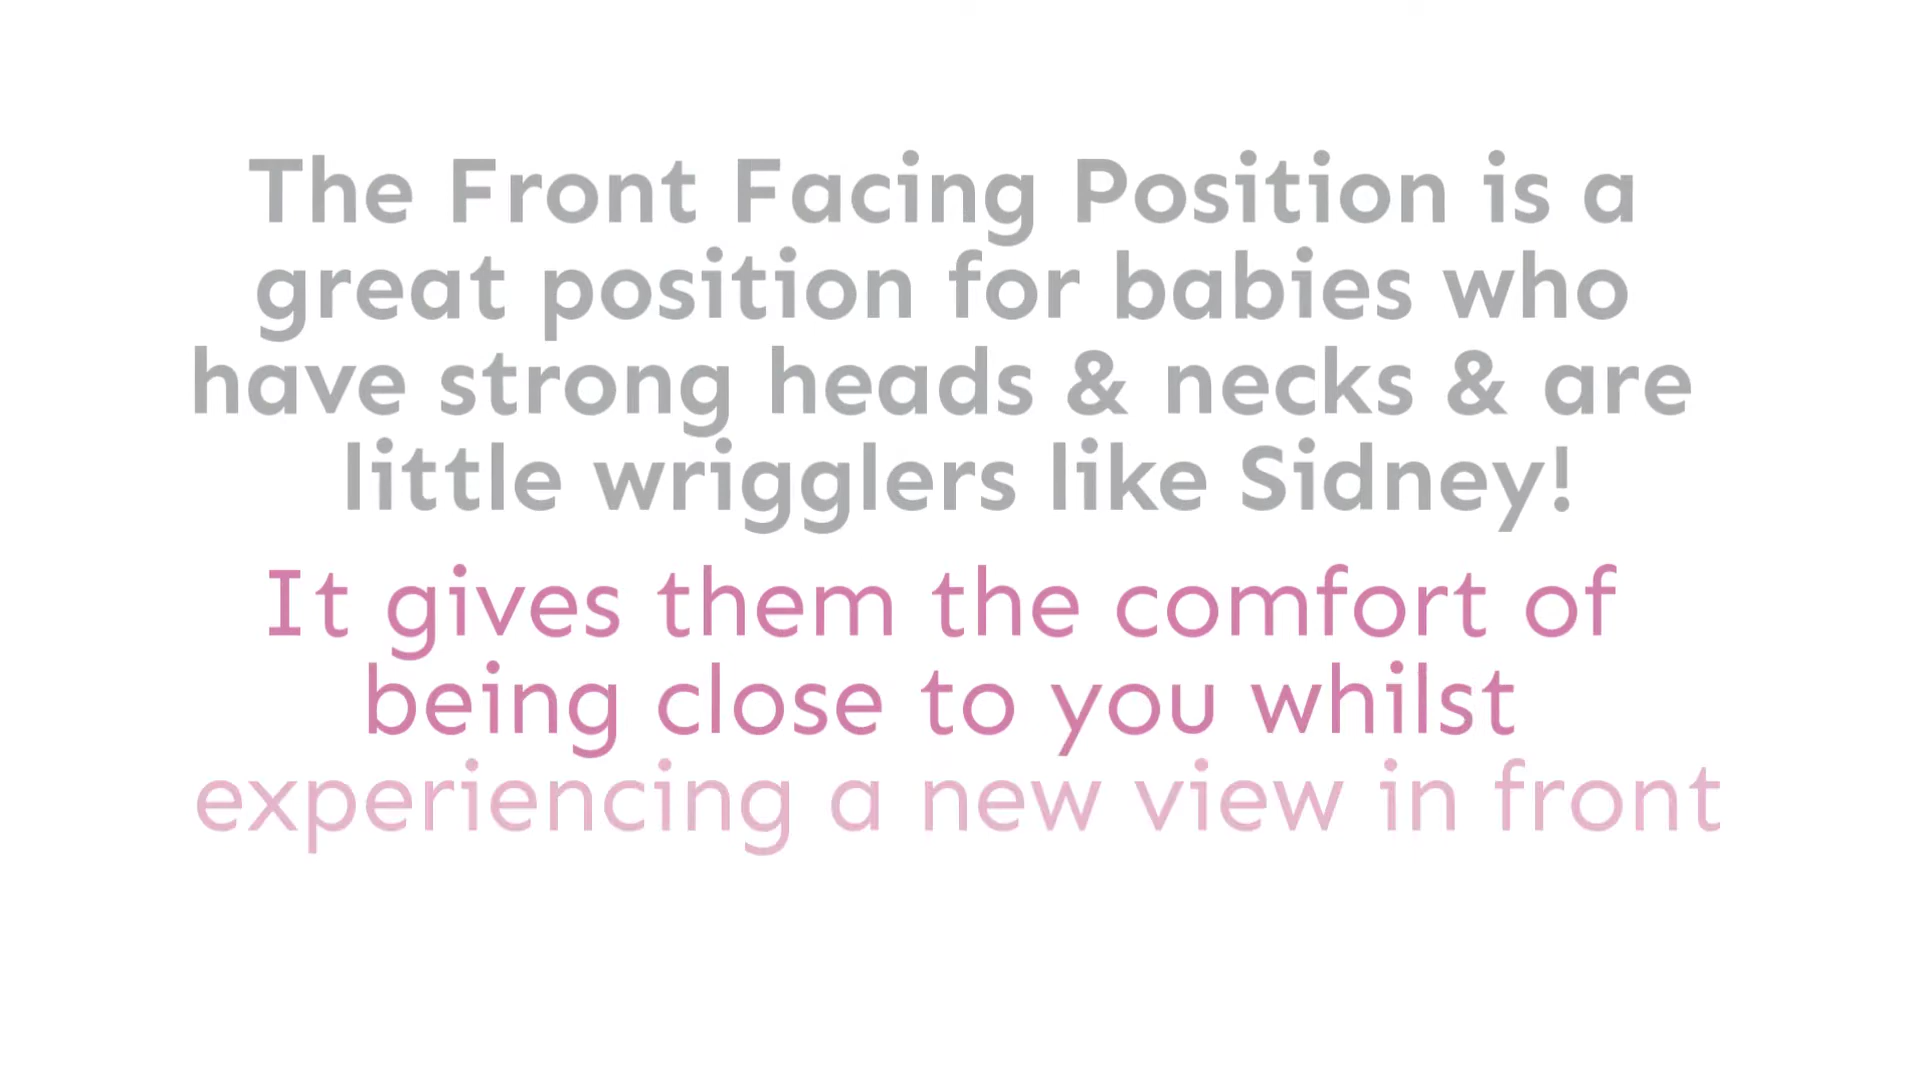 The Front Facing Position is a
great position for babies who
have strong heads & necks & are
little wrigglers like Sidney!
It gives them the comfort of
being close to you whilst
experiencing a new view in front